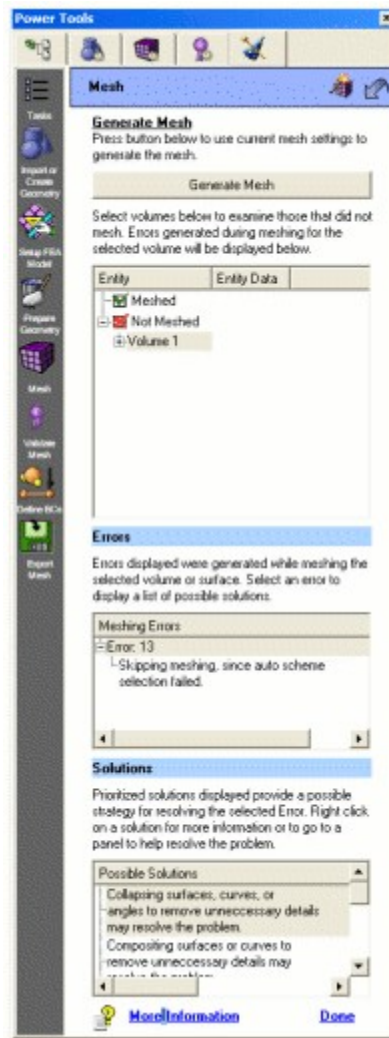 Power Tools
Mesh
Tasks
Import or
Create
Geometry
Setup FEA
Model
Prepare
Geometry
Mesh
Validate
Mesh
Define BCs
Export
Mesh
Generate Mesh
Press button below to use current mesh settings to
generate the mesh.
Generate Mesh
Select volumes below to examine those that did not
mesh. Errors generated during meshing for the
selected volume will be displayed below.
Entity Entity Data
Meshed
Not Meshed
Volume 1
Errors
Errors displayed were generated while meshing the
selected volume or surface. Select an error to
display a list of possible solutions.
Meshing Errors
Error: 13
Skipping meshing, since auto scheme
selection failed.
Solutions
Prioritized solutions displayed provide a possible
strategy for resolving the selected Error. Right click
on a solution for more information or to go to a
panel to help resolve the problem.
Possible Solutions
Collapsing surfaces, curves, or
angles to remove unneccessary details
may resolve the problem.
Compositing surfaces or curves to
remove unneccessary details may
More Information Done